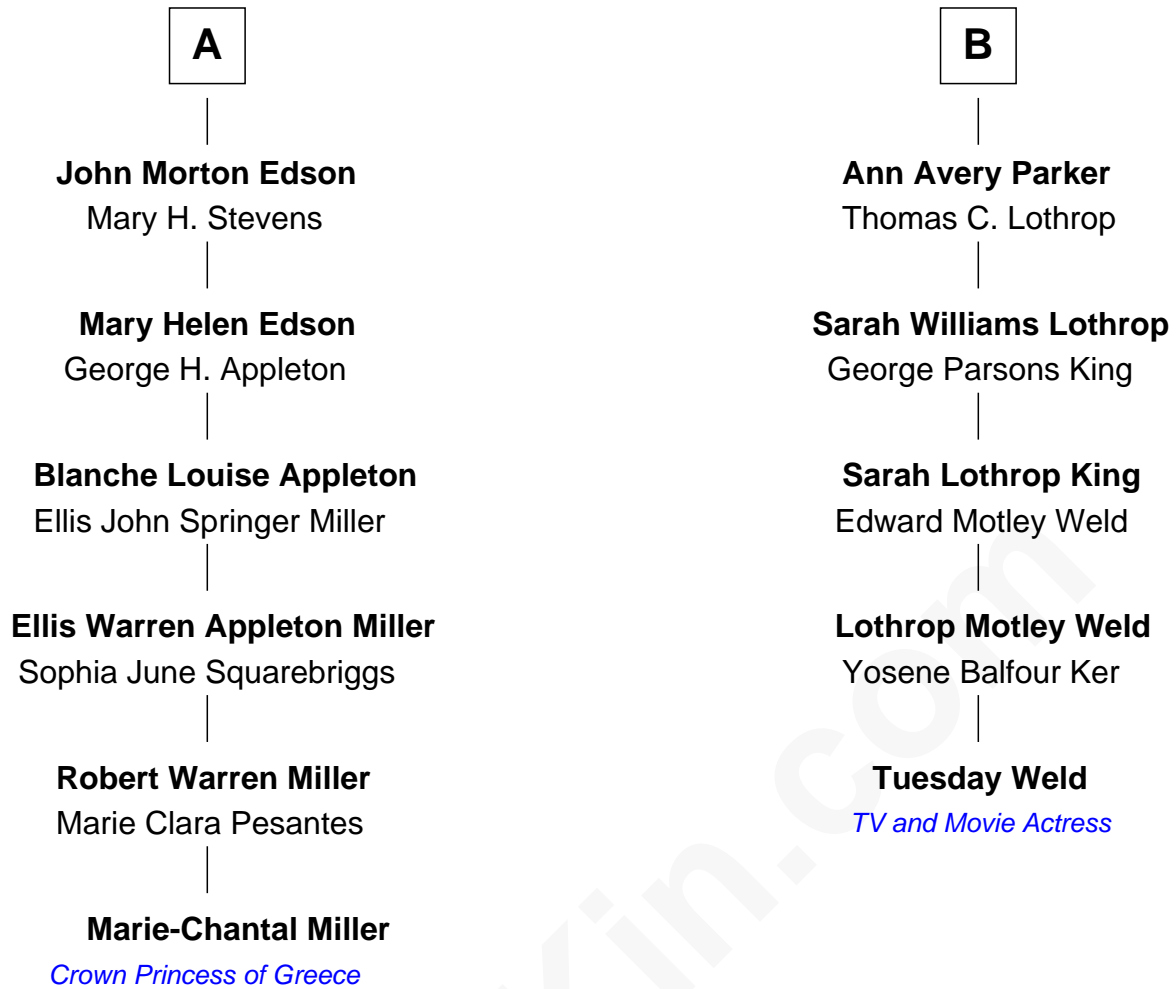 A
John Morton Edson
Mary H. Stevens
Mary Helen Edson
George H. Appleton
Blanche Louise Appleton
Ellis John Springer Miller
Ellis Warren Appleton Miller
Sophia June Squarebriggs
Robert Warren Miller
Marie Clara Pesantes
Marie-Chantal Miller
Crown Princess of Greece
B
Ann Avery Parker
Thomas C. Lothrop
Sarah Williams Lothrop
George Parsons King
Sarah Lothrop King
Edward Motley Weld
Lothrop Motley Weld
Yosene Balfour Ker
Tuesday Weld
TV and Movie Actress
Kin.com